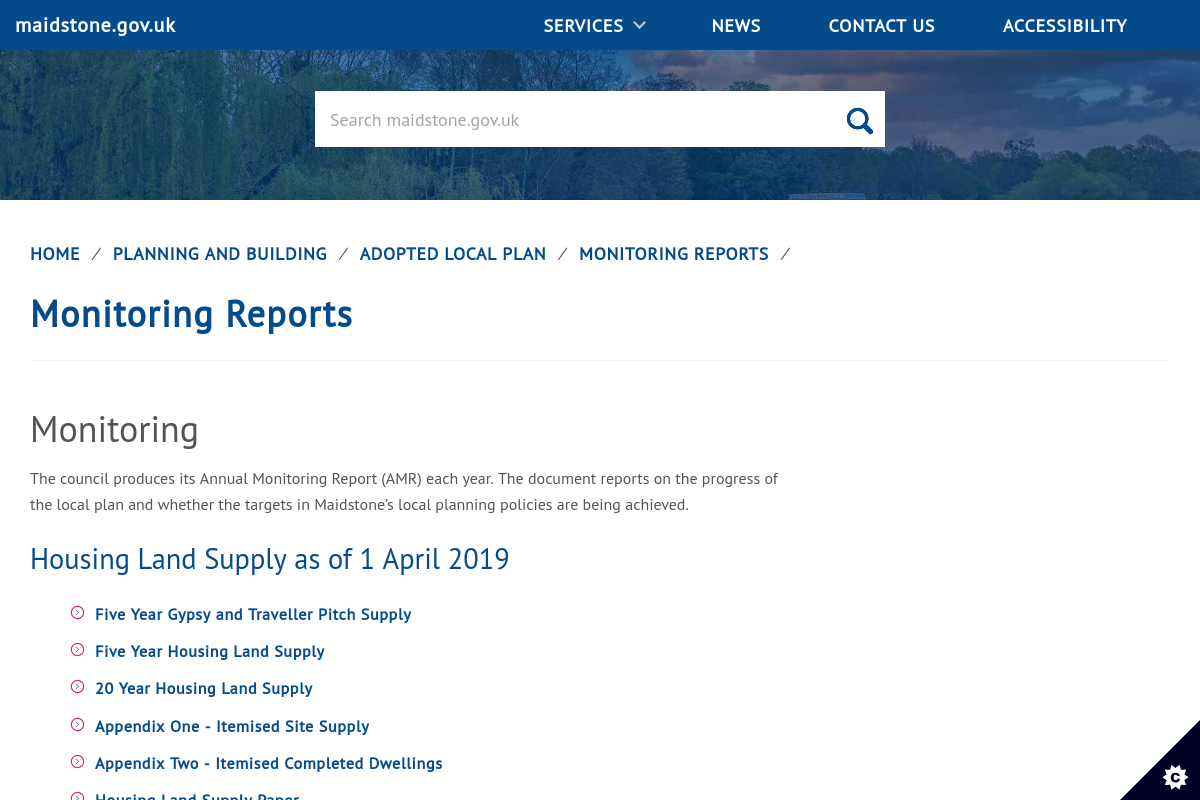 maidstone.gov.uk
SERVICES
NEWS
CONTACT US
ACCESSIBILITY
Search maidstone.gov.uk
HOME / PLANNING AND BUILDING / ADOPTED LOCAL PLAN / MONITORING REPORTS /
Monitoring Reports
Monitoring
The council produces its Annual Monitoring Report (AMR) each year. The document reports on the progress of
the local plan and whether the targets in Maidstone’s local planning policies are being achieved.
Housing Land Supply as of 1 April 2019
Five Year Gypsy and Traveller Pitch Supply
Five Year Housing Land Supply
20 Year Housing Land Supply
Appendix One - Itemised Site Supply
Appendix Two - Itemised Completed Dwellings
Housing Land Supply Paper